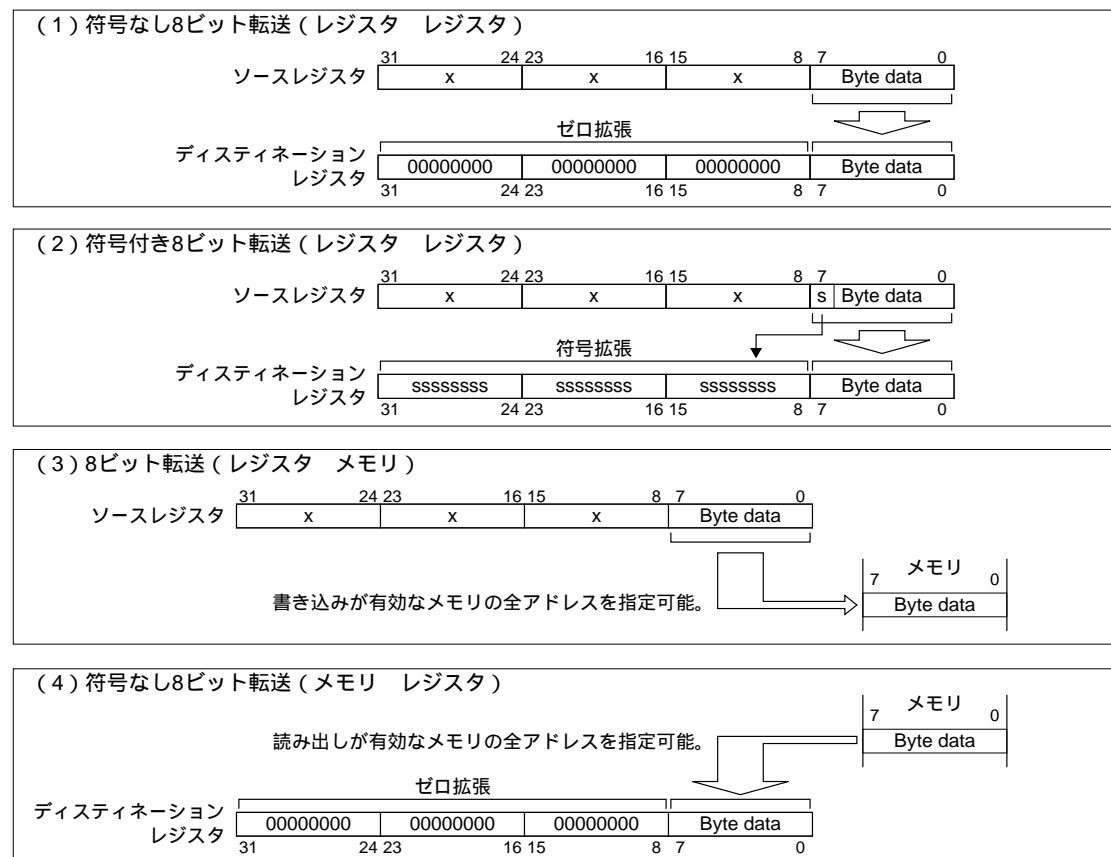 （1）符号なし8ビット転送（レジスタ　レジスタ）
31 24 23 16 15 8 7 0
ソースレジスタ x x x Byte data
ゼロ拡張
ディスティネーション
レジスタ 00000000 00000000 00000000 Byte data
31 24 23 16 15 8 7 0
（2）符号付き8ビット転送（レジスタ　レジスタ）
31 24 23 16 15 8 7 0
ソースレジスタ x x x s Byte data
符号拡張
ディスティネーション
レジスタ ssssssss ssssssss ssssssss Byte data
31 24 23 16 15 8 7 0
（3）8ビット転送（レジスタ　メモリ）
31 24 23 16 15 8 7 0
ソースレジスタ x x x Byte data
メモリ
7 0
書き込みが有効なメモリの全アドレスを指定可能。 Byte data
（4）符号なし8ビット転送（メモリ　レジスタ）
メモリ
7 0
読み出しが有効なメモリの全アドレスを指定可能。 Byte data
ゼロ拡張
ディスティネーション
レジスタ 00000000 00000000 00000000 Byte data
31 24 23 16 15 8 7 0